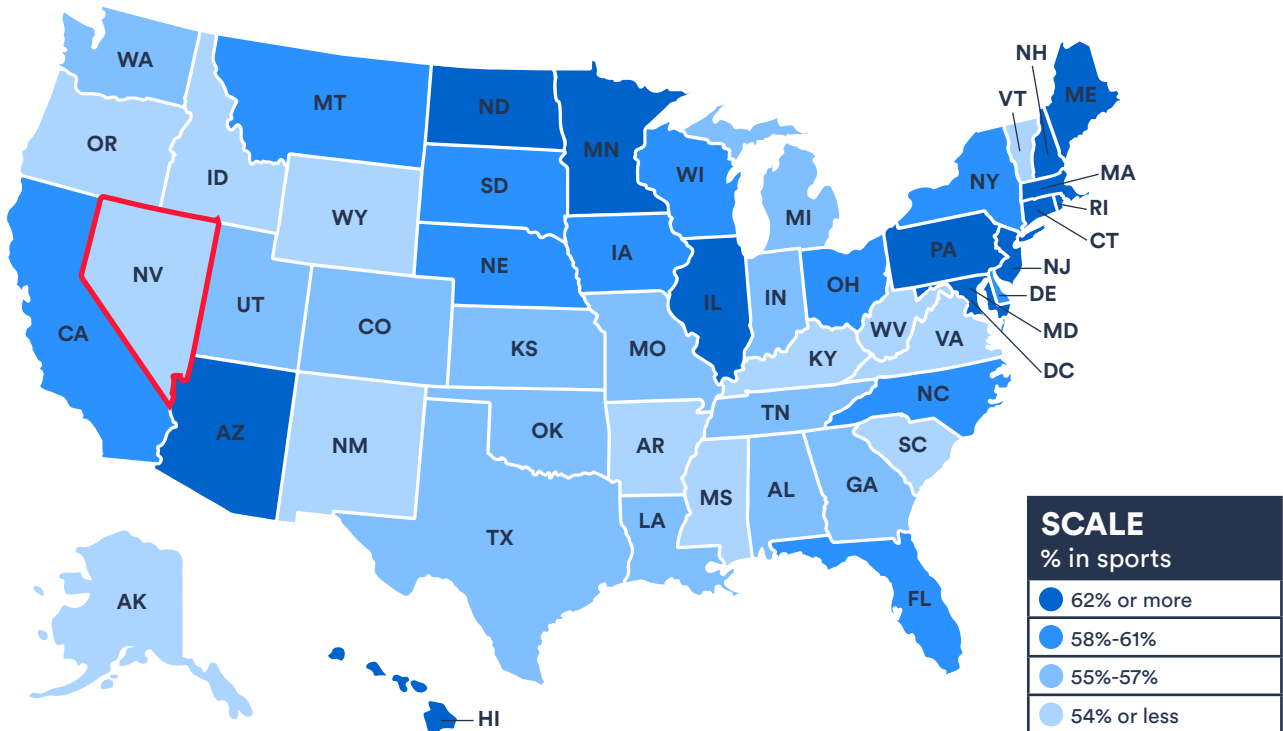 NH
WA
ME
VT
MT
ND
OR
MN
MA
ID
WI
NY
SD
RI
WY
MI
CT
PA
IA
NJ
NV
NE
OH
DE
IN
UT
IL
CO
WV
MD
CA
VA
KS
MO
KY
DC
NC
TN
AZ
OK
NM
AR
SC
GA
AL
MS
LA
TX
AK
FL
HI
SCALE
% in sports
62% or more
58%-61%
55%-57%
54% or less